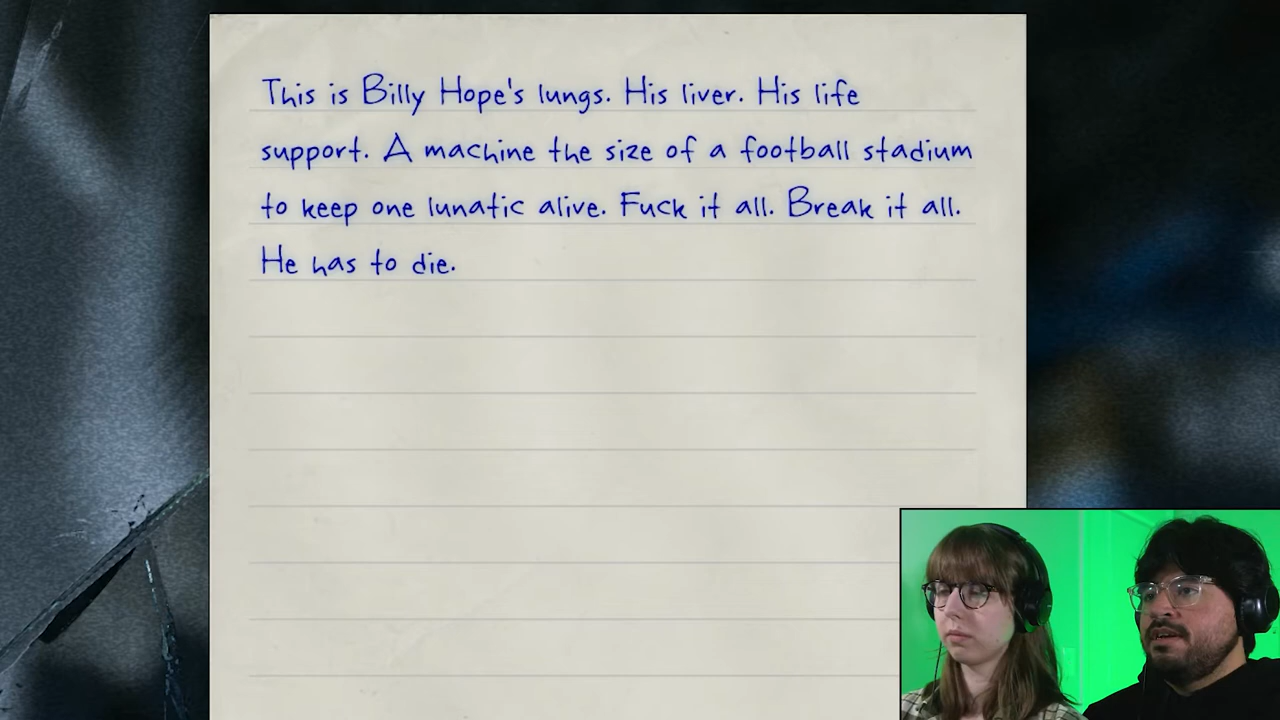 This is Billy Hope's lungs. His liver. His life
support. A machine the size of a football stadium
to keep one lunatic alive. Fuck it all. Break it all.
He has to die.